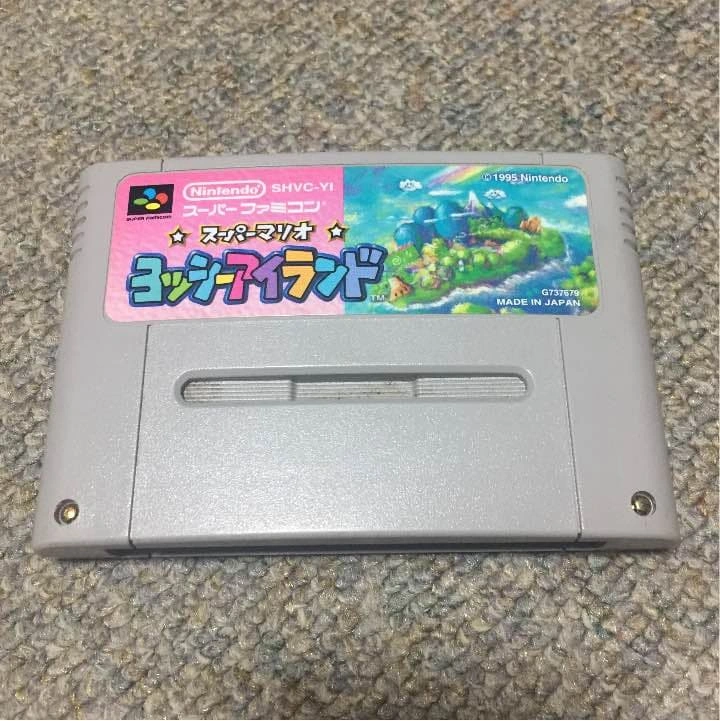 SUPER FAMICOM
Nintendo SHVC-YI
スーパーファミコン
スーパーマリオ
ヨッシーアイランド
TM
©1995 Nintendo
G737679
MADE IN JAPAN